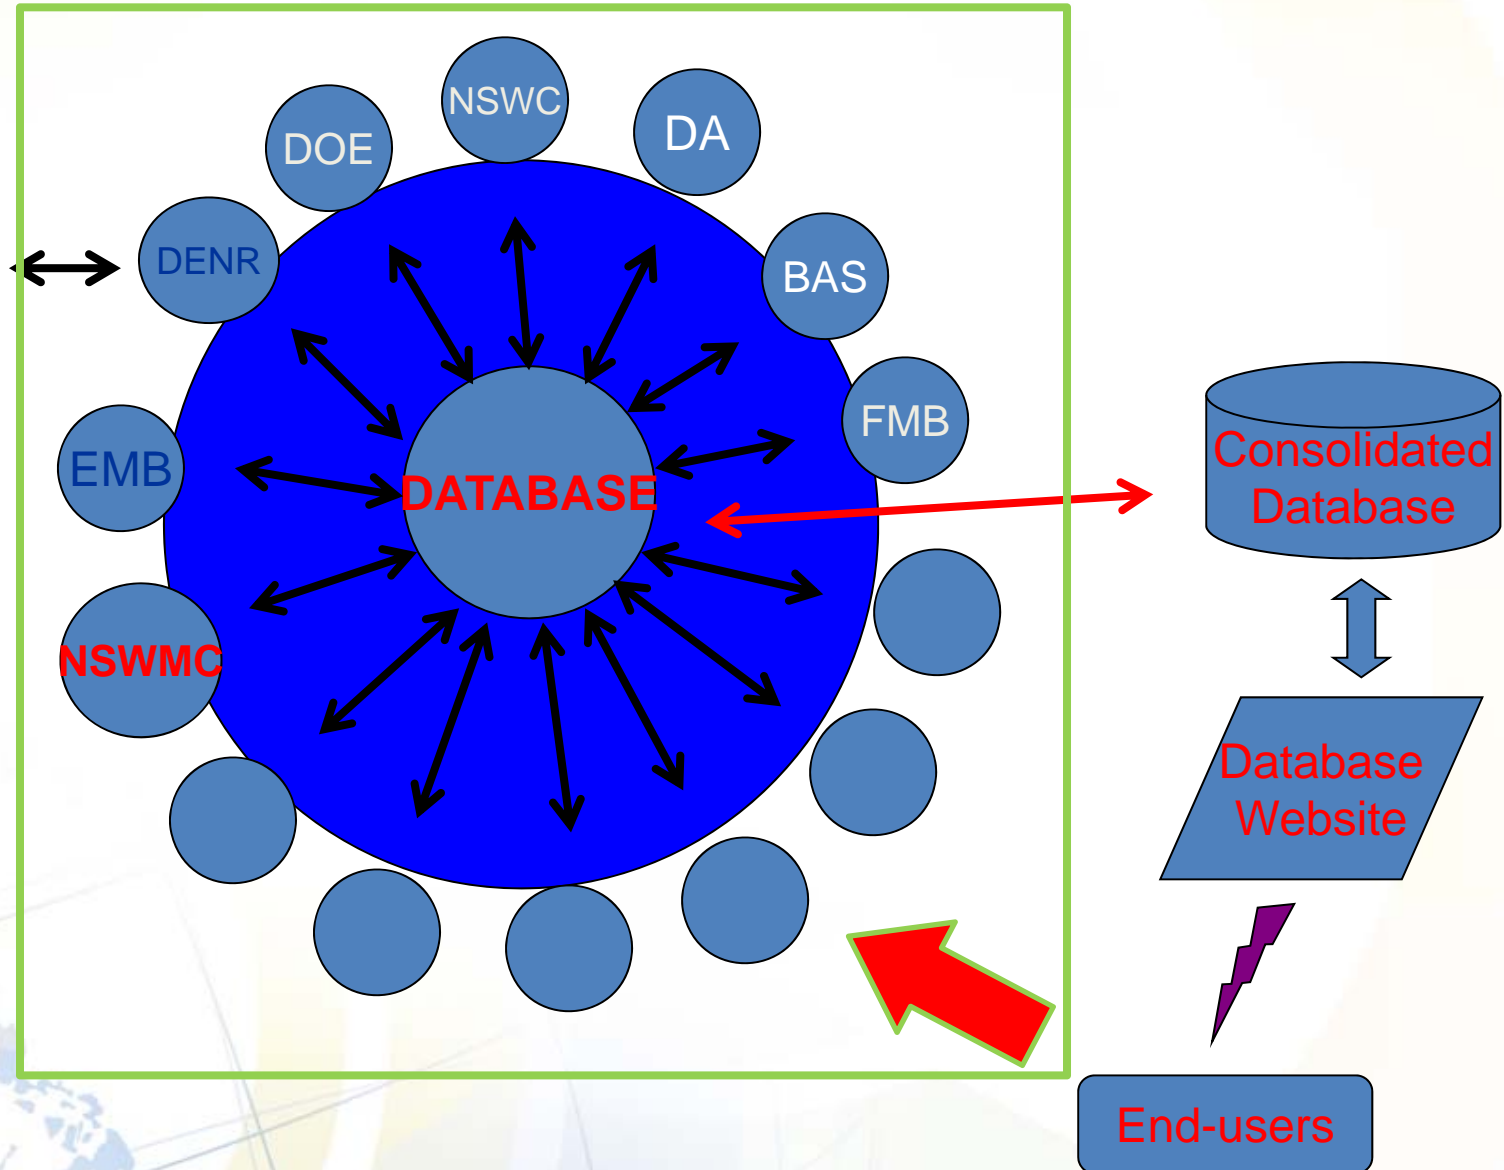 NSWC
DOE
DA
DENR
BAS
FMB
EMB
DATABASE
NSWMC
Consolidated
Database
Database
Website
End-users